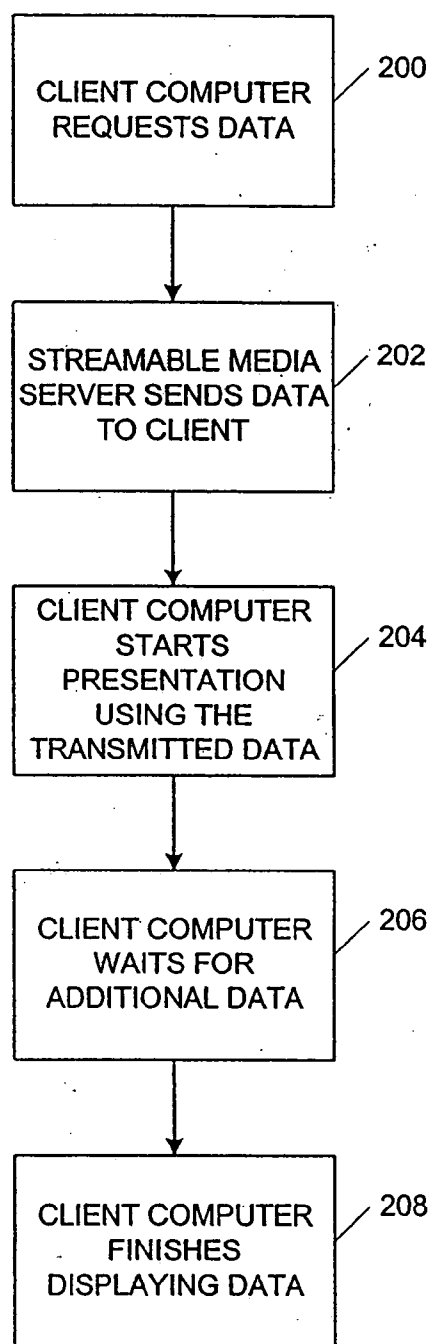 CLIENT COMPUTER
REQUESTS DATA
200
STREAMABLE MEDIA
SERVER SENDS DATA
TO CLIENT
202
CLIENT COMPUTER
STARTS
PRESENTATION
USING THE
TRANSMITTED DATA
204
CLIENT COMPUTER
WAITS FOR
ADDITIONAL DATA
206
CLIENT COMPUTER
FINISHES
DISPLAYING DATA
208